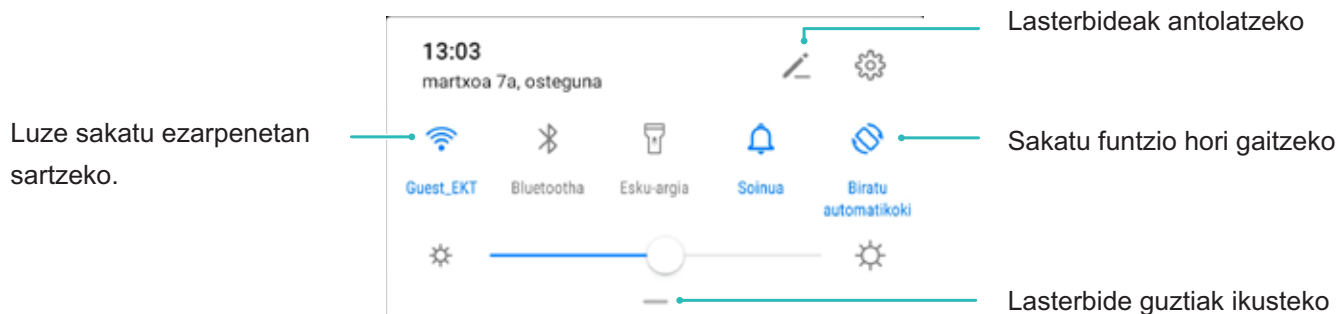 Lasterbideak antolatzeko
13:03
martxoa 7a, osteguna
Luze sakatu ezarpenetan
sartzeko.
Sakatu funtzio hori gaitzeko
Guest_EKT
Bluetootha
Esku-argia
Soinua
Biratu
automatikoki
Lasterbide guztiak ikusteko